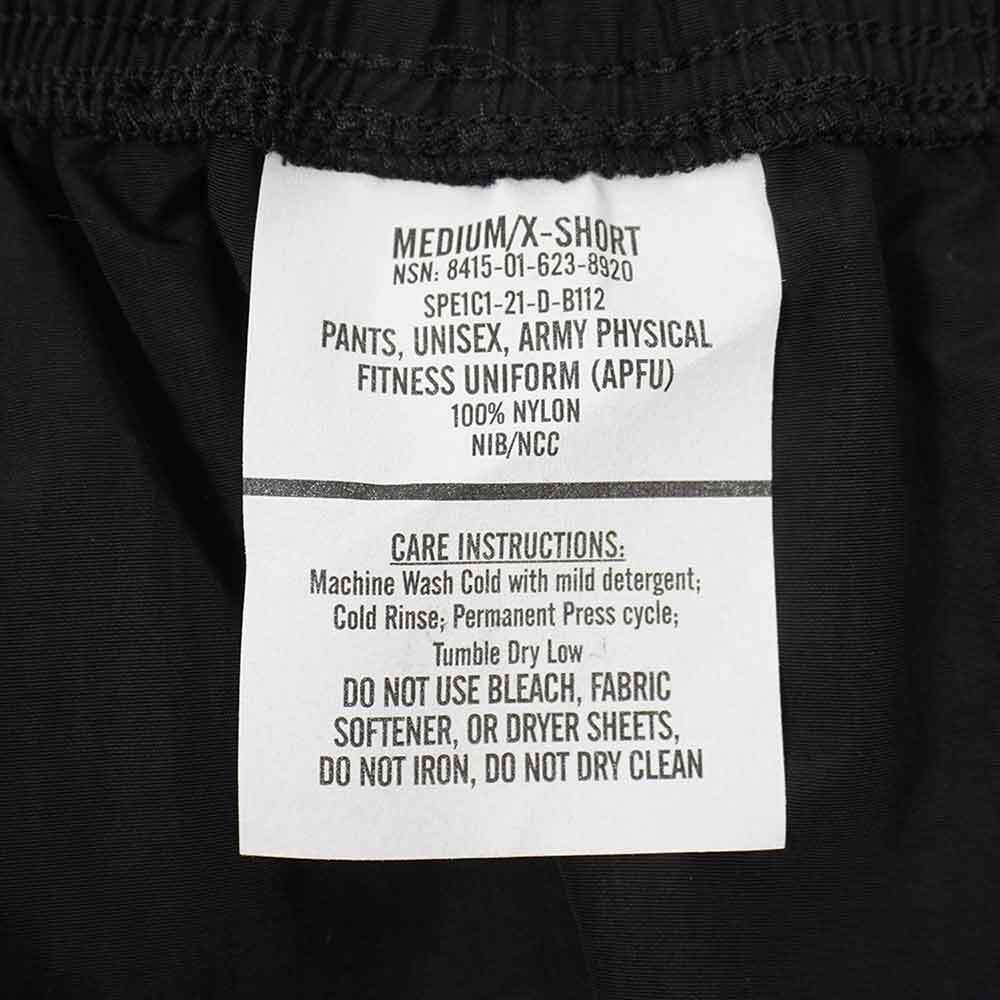 MEDIUM/X-SHORT
NSN: 8415-01-623-8920
SPE1C1-21-D-B112
PANTS, UNISEX, ARMY PHYSICAL
FITNESS UNIFORM (APFU)
100% NYLON
NIB/NCC
CARE INSTRUCTIONS:
Machine Wash Cold with mild detergent;
Cold Rinse; Permanent Press cycle;
Tumble Dry Low
DO NOT USE BLEACH, FABRIC
SOFTENER, OR DRYER SHEETS,
DO NOT IRON, DO NOT DRY CLEAN